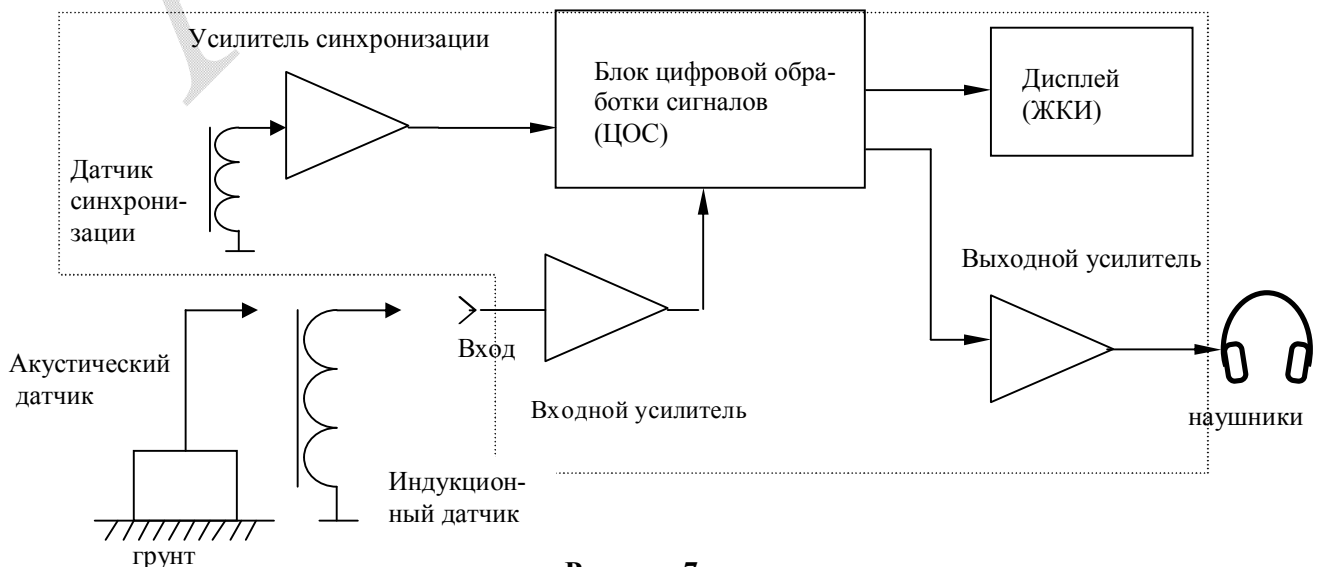 Усилитель синхронизации
Блок цифровой обра-
ботки сигналов
(ЦОС)
Дисплей
(ЖКИ)
Датчик
синхрони-
зации
Выходной усилитель
Вход
Акустический
датчик
Входной усилитель
наушники
Индукцион-
ный датчик
грунт